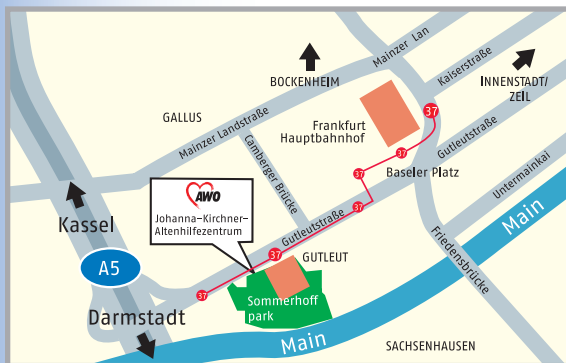 Mainzer Lan
Kaiserstraße
BOCKENHEIM
INNENSTADT/
ZEIL
GALLUS
Mainzer Landstraße
37
Frankfurt
Hauptbahnhof
Gutleutstraße
37
Camberger Brücke
37
Baseler Platz
Untermainkai
AWO
Johanna–Kirchner–
Altenhilfezentrum
37
Main
Kassel
Gutleutstraße
Friedensbrücke
37
GUTLEUT
A5
37
Sommerhoff
park
Darmstadt
Main
SACHSENHAUSEN